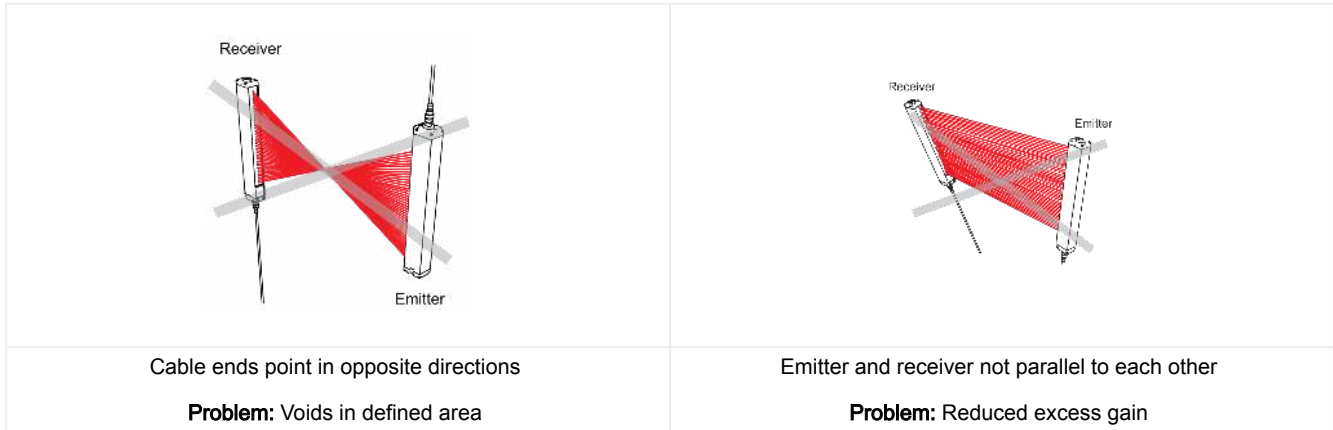 Receiver
Emitter
Receiver
Emitter
Cable ends point in opposite directions
Problem: Voids in defined area
Emitter and receiver not parallel to each other
Problem: Reduced excess gain